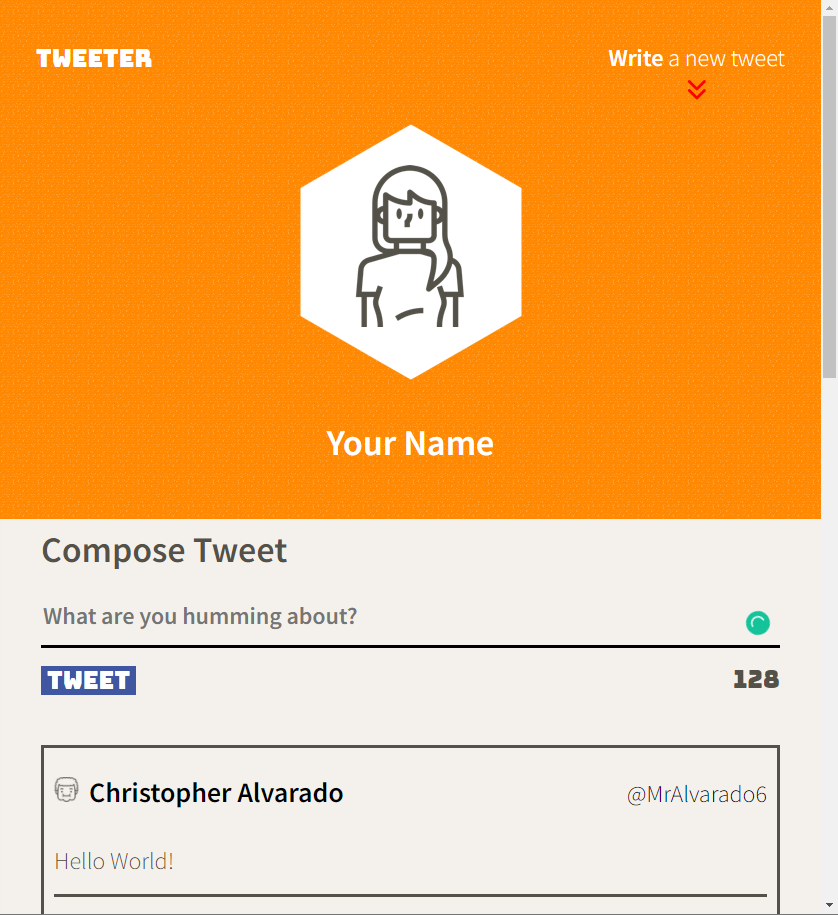 TWEETER
Write a new tweet
Your Name
Compose Tweet
What are you humming about?
TWEET 128
Christopher Alvarado @MrAlvarado6
Hello World!